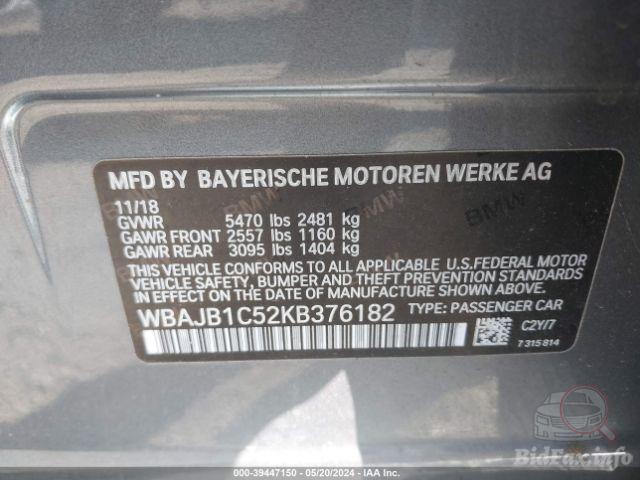 MFD BY BAYERISCHE MOTOREN WERKE AG
11/18
GVWR 5470 lbs 2481 kg
GAWR FRONT 2557 lbs 1160 kg
GAWR REAR 3095 lbs 1404 kg
THIS VEHICLE CONFORMS TO ALL APPLICABLE U.S.FEDERAL MOTOR
VEHICLE SAFETY, BUMPER AND THEFT PREVENTION STANDARDS
IN EFFECT ON THE DATE OF MANUFACTURE SHOWN ABOVE.
WBAJB1C52KB376182 TYPE: PASSENGER CAR
C2Y/7
7 315 814
BidFax.info
000-39447150 - 05/20/2024 - IAA Inc.